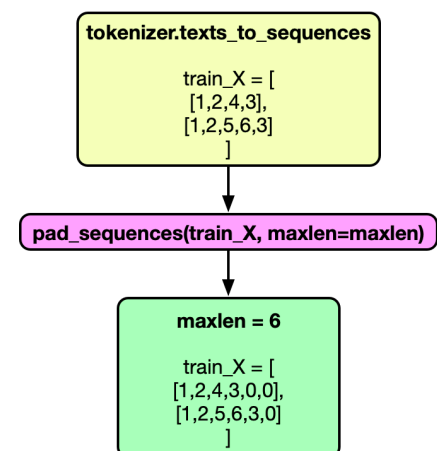 tokenizer.texts_to_sequences
train_X = [
[1,2,4,3],
[1,2,5,6,3]
]
pad_sequences(train_X, maxlen=maxlen)
maxlen = 6
train_X = [
[1,2,4,3,0,0],
[1,2,5,6,3,0]
]